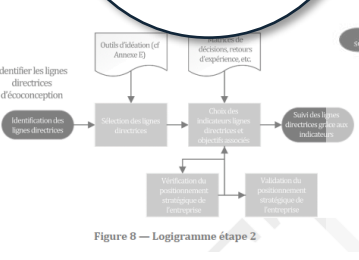 Outils d'idéation (cf
Annexe E)
décisions, retours
d'expérience, etc.
dentifier les lignes
directrices
d'écoconception
Identification des
lignes directrices
Sélection des lignes
directrices
Choix des
indicateurs lignes
directrices et
objectifs associés
Suivi des lignes
directrices grâce aux
indicateurs
Vérification du
positionnement
stratégique de
l'entreprise
Validation du
positionnement
stratégique de
l'entreprise
Figure 8 — Logigramme étape 2